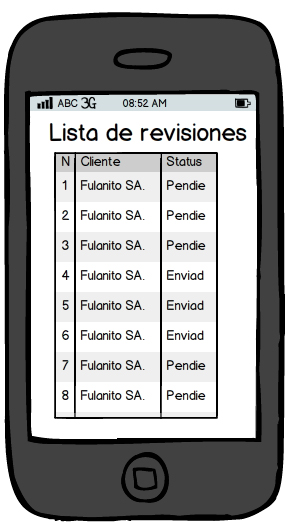 ABC 3G 08:52 AM
Lista de revisiones
N Cliente Status
1 Fulanito SA. Pendie
2 Fulanito SA. Pendie
3 Fulanito SA. Pendie
4 Fulanito SA. Enviad
5 Fulanito SA. Enviad
6 Fulanito SA. Enviad
7 Fulanito SA. Pendie
8 Fulanito SA. Pendie